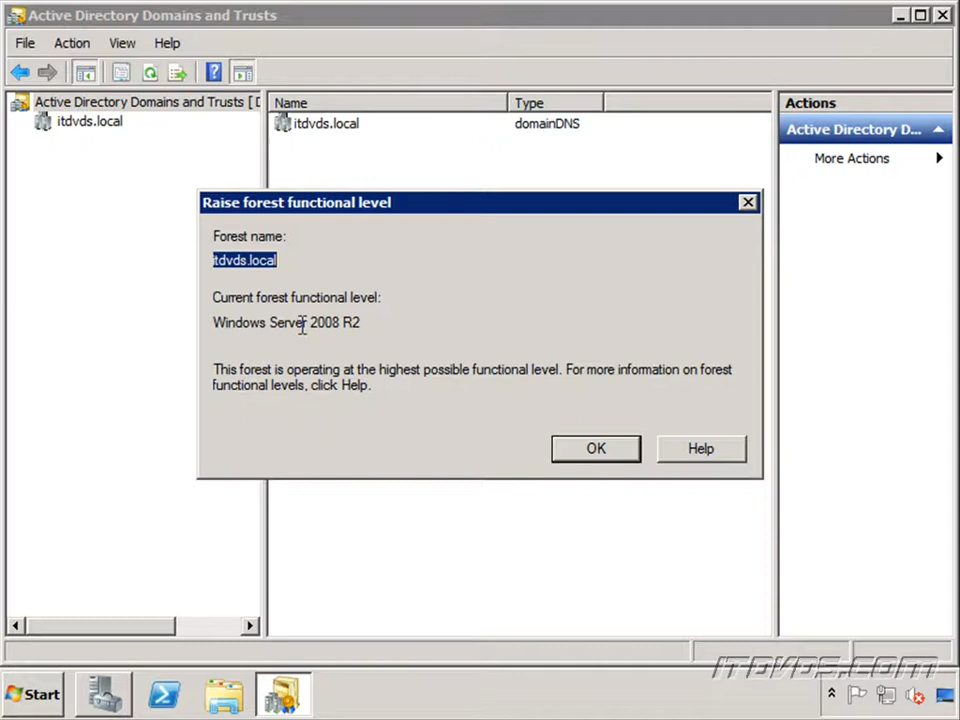 Active Directory Domains and Trusts
File Action View Help
Active Directory Domains and Trusts [ D
itdvds.local
Name Type
itdvds.local domainDNS
Actions
Active Directory D...
More Actions
Raise forest functional level
Forest name:
itdvds.local
Current forest functional level:
Windows Server 2008 R2
This forest is operating at the highest possible functional level. For more information on forest
functional levels, click Help.
OK Help
ITDVDS.COM
Start